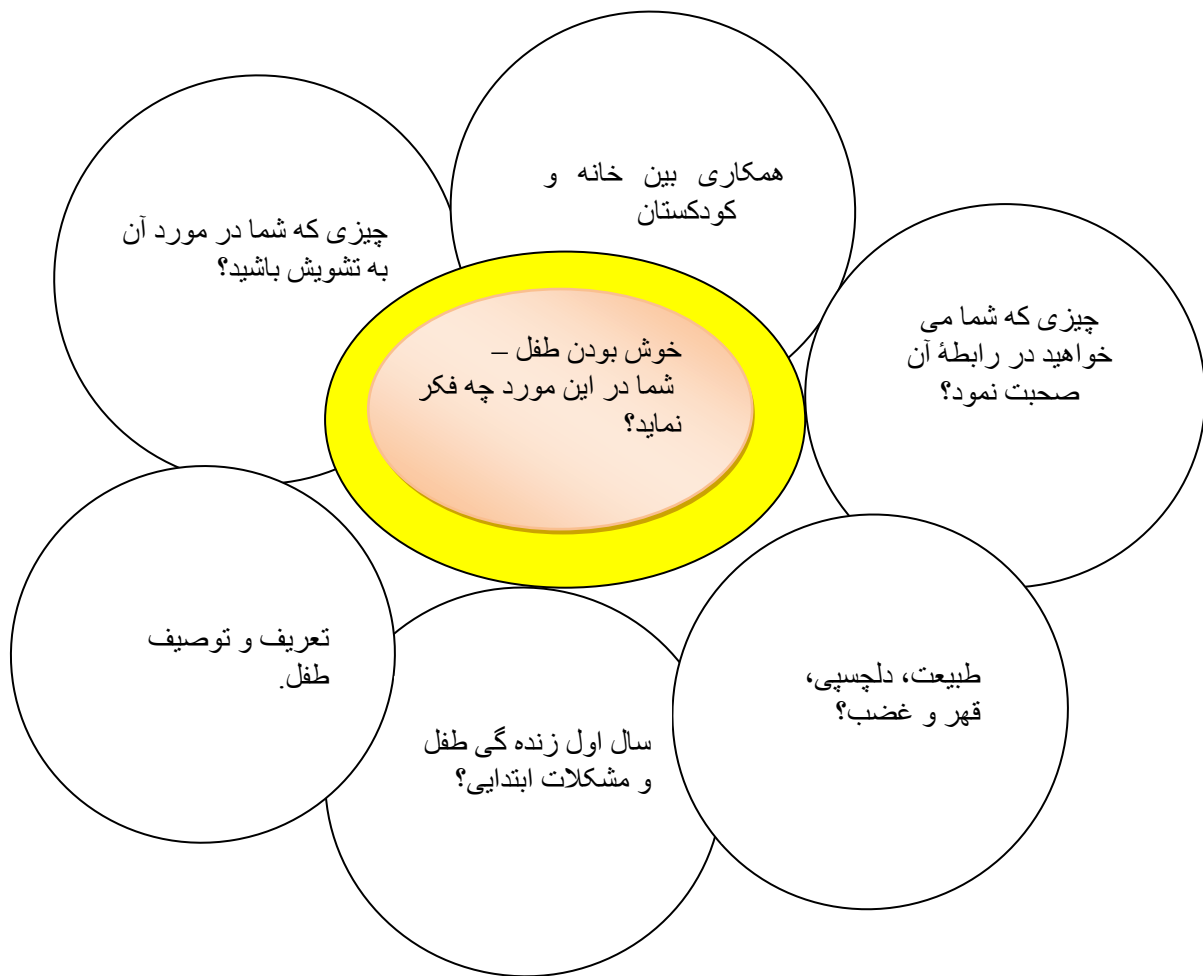 همکاری بین خانه و
کودکستان
چیزی که شما در مورد آن
به تشویش باشید؟
چیزی که شما می
خواهید در رابطۀ آن
صحبت نمود؟
خوش بودن طفل –
شما در این مورد چه فکر
نماید؟
تعریف و توصیف
طفل.
طبیعت، دلچسپی،
قهر و غضب؟
سال اول زنده گی طفل
و مشکلات ابتدایی؟